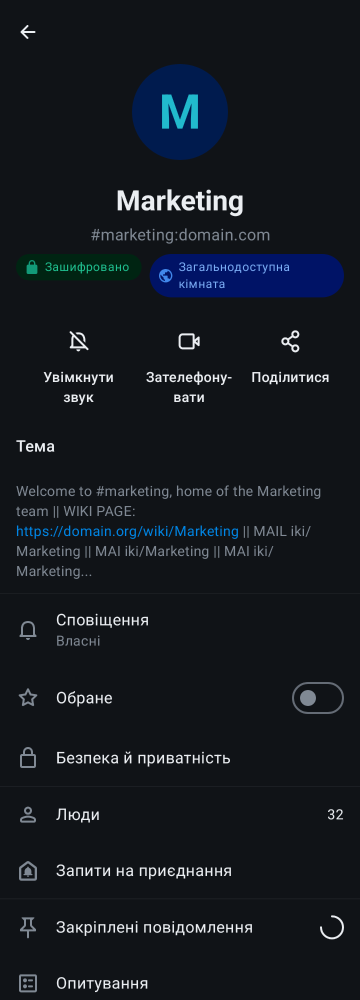 M
Marketing
#marketing:domain.com
Зашифровано
Загальнодоступна
кімната
Увімкнути
звук
Зателефону-
вати
Поділитися
Тема
Welcome to #marketing, home of the Marketing
team || WIKI PAGE:
https://domain.org/wiki/Marketing || MAIL iki/
Marketing || MAI iki/Marketing || MAI iki/
Marketing...
Сповіщення
Власні
Обране
Безпека й приватність
Люди
32
Запити на приєднання
Закріплені повідомлення
Опитування